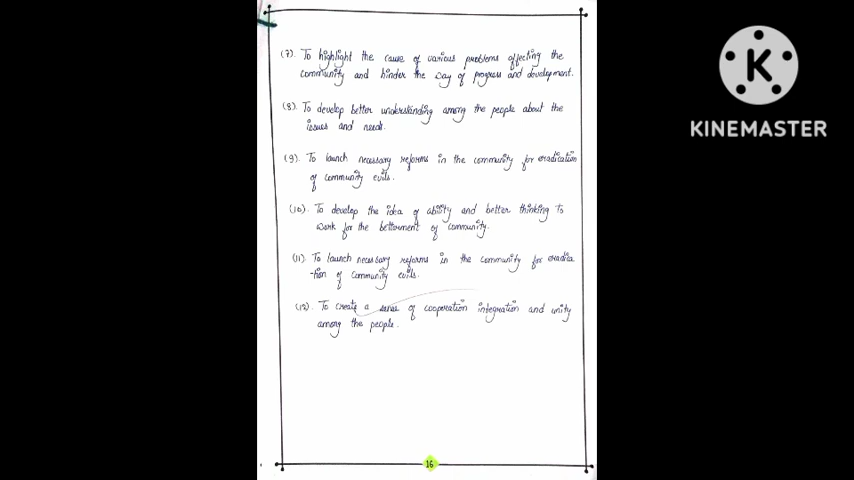 (7). To highlight the cause of various problems affecting the
community and hinder the way of progress and development.
(8). To develop better understanding among the people about the
issues and need.
(9). To launch necessary reforms in the community for eradication
of community evils.
(10). To develop the idea of ability and better thinking to
work for the betterment of community.
(11). To launch necessary reforms in the community for eradica
-tion of community evils.
(12). To create a sense of cooperation integration and unity
among the people.
16
K
KINEMASTER